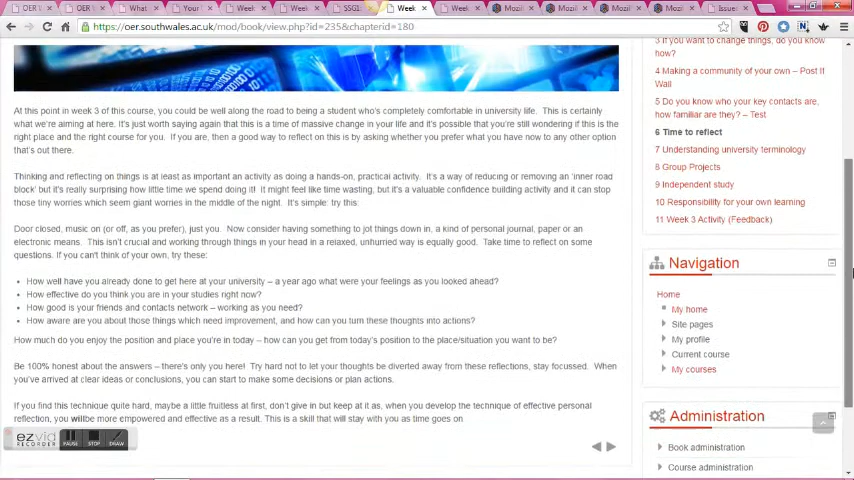 OER
OER
What
Your
Week
Week
SSG1:
Week
Week
Mozil
Mozil
Mozil
Mozil
Issue:
https://oer.southwales.ac.uk/mod/book/view.php?id=235&chapterid=180
At this point in week 3 of this course, you could be well along the road to being a student who's completely comfortable in university life. This is certainly
what we're aiming at here. It's just worth saying again that this is a time of massive change in your life and it's possible that you're still wondering if this is the
right place and the right course for you. If you are, then a good way to reflect on this is by asking whether you prefer what you have now to any other option
that's out there.
Thinking and reflecting on things is at least as important an activity as doing a hands-on, practical activity. It's a way of reducing or removing an 'inner road
block' but it's really surprising how little time we spend doing it! It might feel like time wasting, but it's a valuable confidence building activity and it can stop
those tiny worries which seem giant worries in the middle of the night. It's simple: try this:
Door closed, music on (or off, as you prefer), just you. Now consider having something to jot things down in, a kind of personal journal, paper or an
electronic means. This isn't crucial and working through things in your head in a relaxed, unhurried way is equally good. Take time to reflect on some
questions. If you can't think of your own, try these:
How well have you already done to get here at your university – a year ago what were your feelings as you looked ahead?
How effective do you think you are in your studies right now?
How good is your friends and contacts network – working as you need?
How aware are you about those things which need improvement, and how can you turn these thoughts into actions?
How much do you enjoy the position and place you're in today – how can you get from today's position to the place/situation you want to be?
Be 100% honest about the answers – there's only you here! Try hard not to let your thoughts be diverted away from these reflections, stay focussed. When
you've arrived at clear ideas or conclusions, you can start to make some decisions or plan actions.
If you find this technique quite hard, maybe a little fruitless at first, don't give in but keep at it as, when you develop the technique of effective personal
reflection, you willbe more empowered and effective as a result. This is a skill that will stay with you as time goes on
ezvid
RECORDER
PAUSE
STOP
DRAW
3 If you want to change things, do you know
how?
4 Making a community of your own – Post It
Wall
5 Do you know who your key contacts are,
how familiar are they? – Test
6 Time to reflect
7 Understanding university terminology
8 Group Projects
9 Independent study
10 Responsibility for your own learning
11 Week 3 Activity (Feedback)
Navigation
Home
My home
Site pages
My profile
Current course
My courses
Administration
Book administration
Course administration